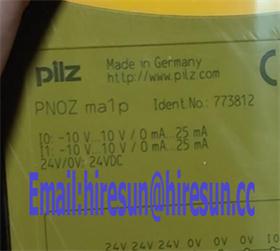 pilz
Made in Germany
http://www.pilz.com
C
PNOZ ma1p Ident.No.: 773812
I0: -10 V...10 V / 0 mA...25 mA
I1: -10 V...10 V / 0 mA...25 mA
24V/0V: 24VDC
Email:hiresun@hiresun.cc
24V 24V 24V 0V 0V 0V I0